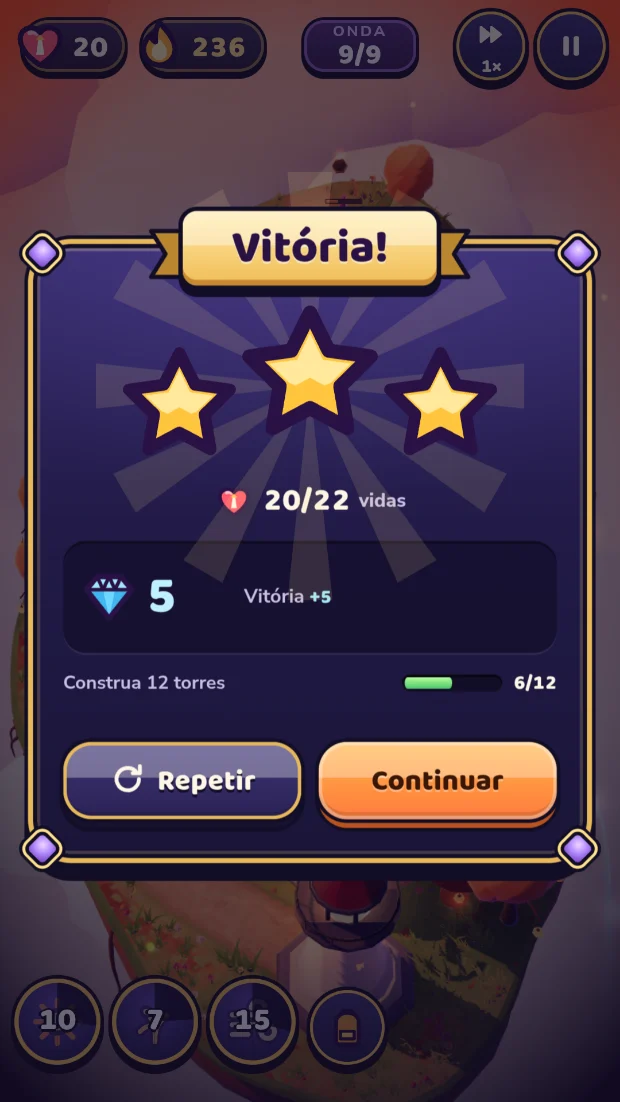 20
236
ONDA
9/9
1x
Vitória!
20/22 vidas
5
Vitória +5
Construa 12 torres
6/12
Repetir
Continuar
10
7
15